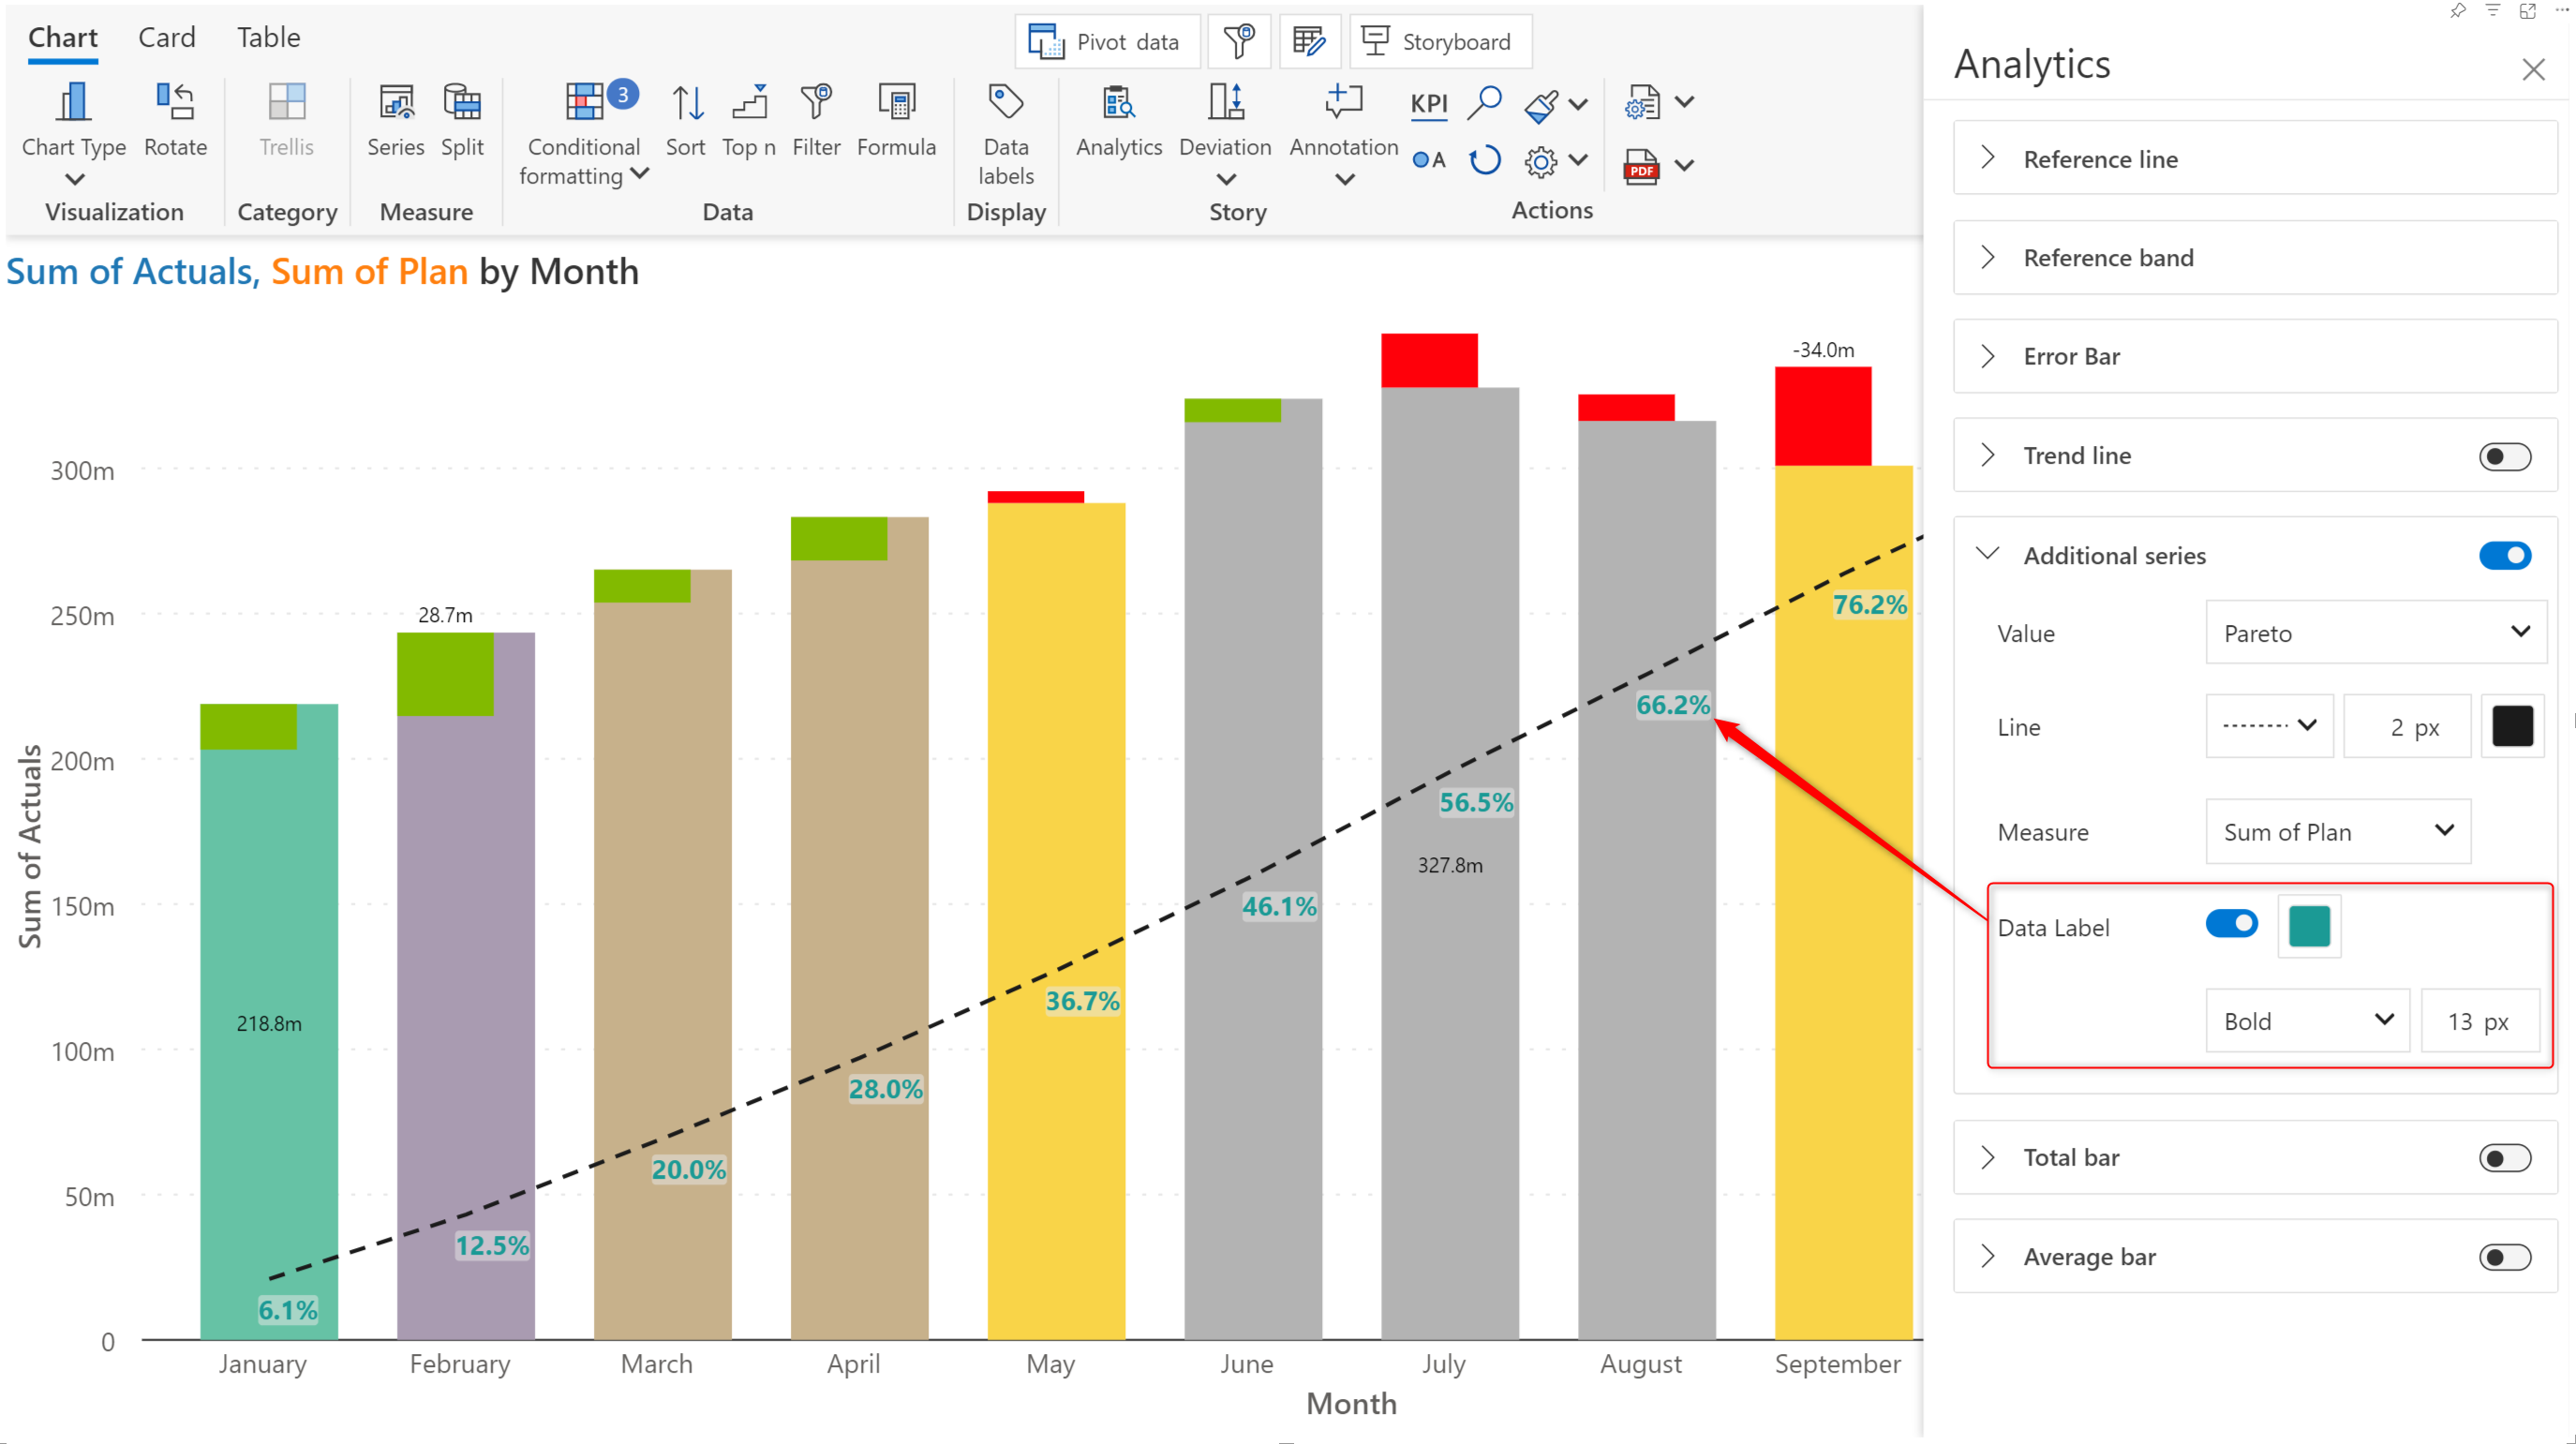 Chart Card Table
Pivot data
Storyboard
Chart Type
Rotate
Trellis
Series
Split
Conditional
formatting
3
Sort
Top n
Filter
Formula
Data
labels
Analytics
Deviation
Annotation
KPI
A
PDF
Visualization
Category
Measure
Data
Display
Story
Actions
Sum of Actuals, Sum of Plan by Month
-34.0m
300m
28.7m
250m
76.2%
66.2%
200m
56.5%
327.8m
150m
46.1%
36.7%
218.8m
100m
28.0%
20.0%
50m
12.5%
6.1%
0
Sum of Actuals
January February March April May June July August September
Month
Analytics
Reference line
Reference band
Error Bar
Trend line
Additional series
Value Pareto
Line 2 px
Measure Sum of Plan
Data Label
Bold 13 px
Total bar
Average bar